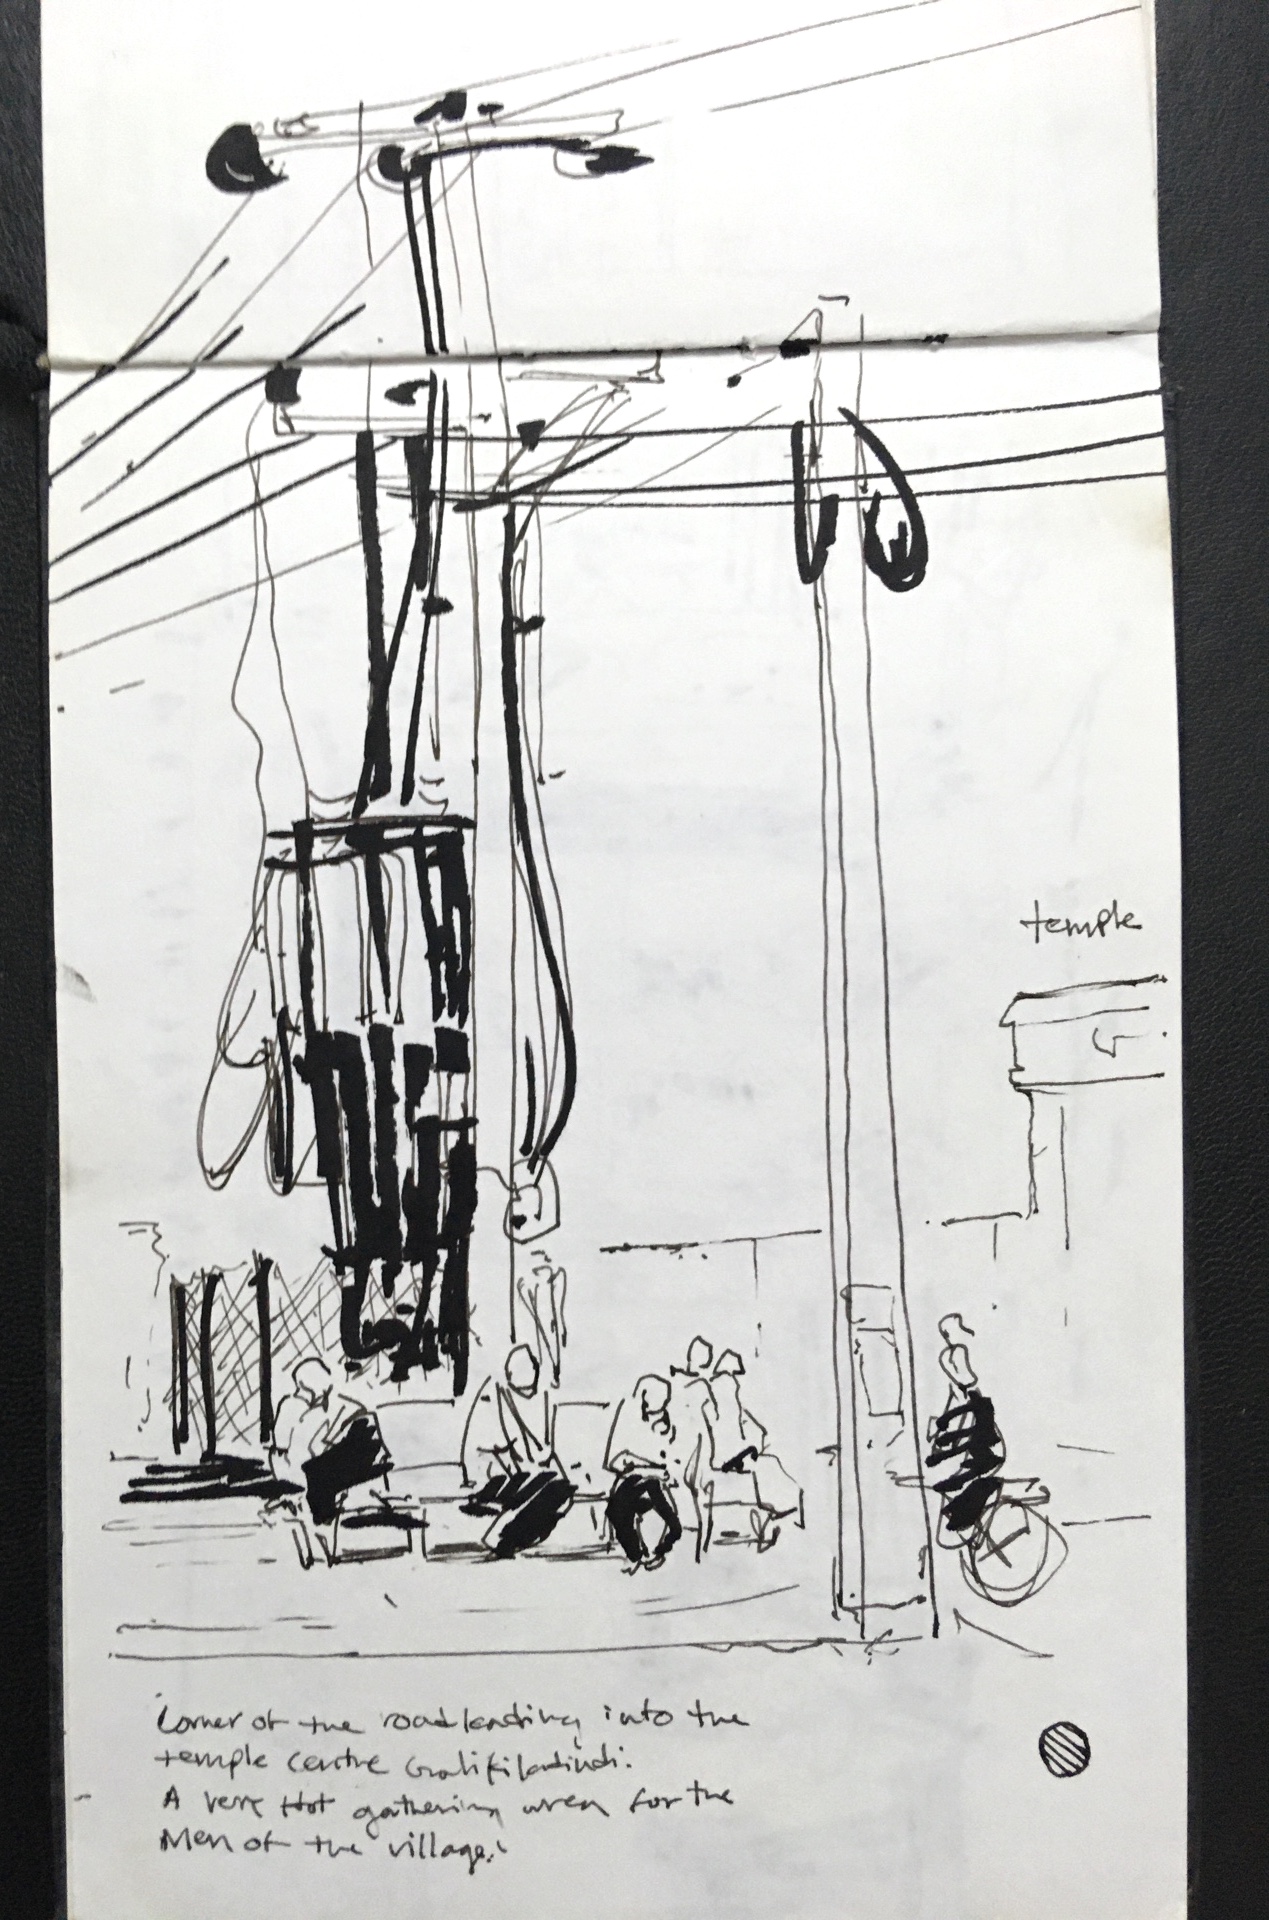 temple
Corner of the road leading into the
temple centre
A very Hot gathering area for the
Men of the village.